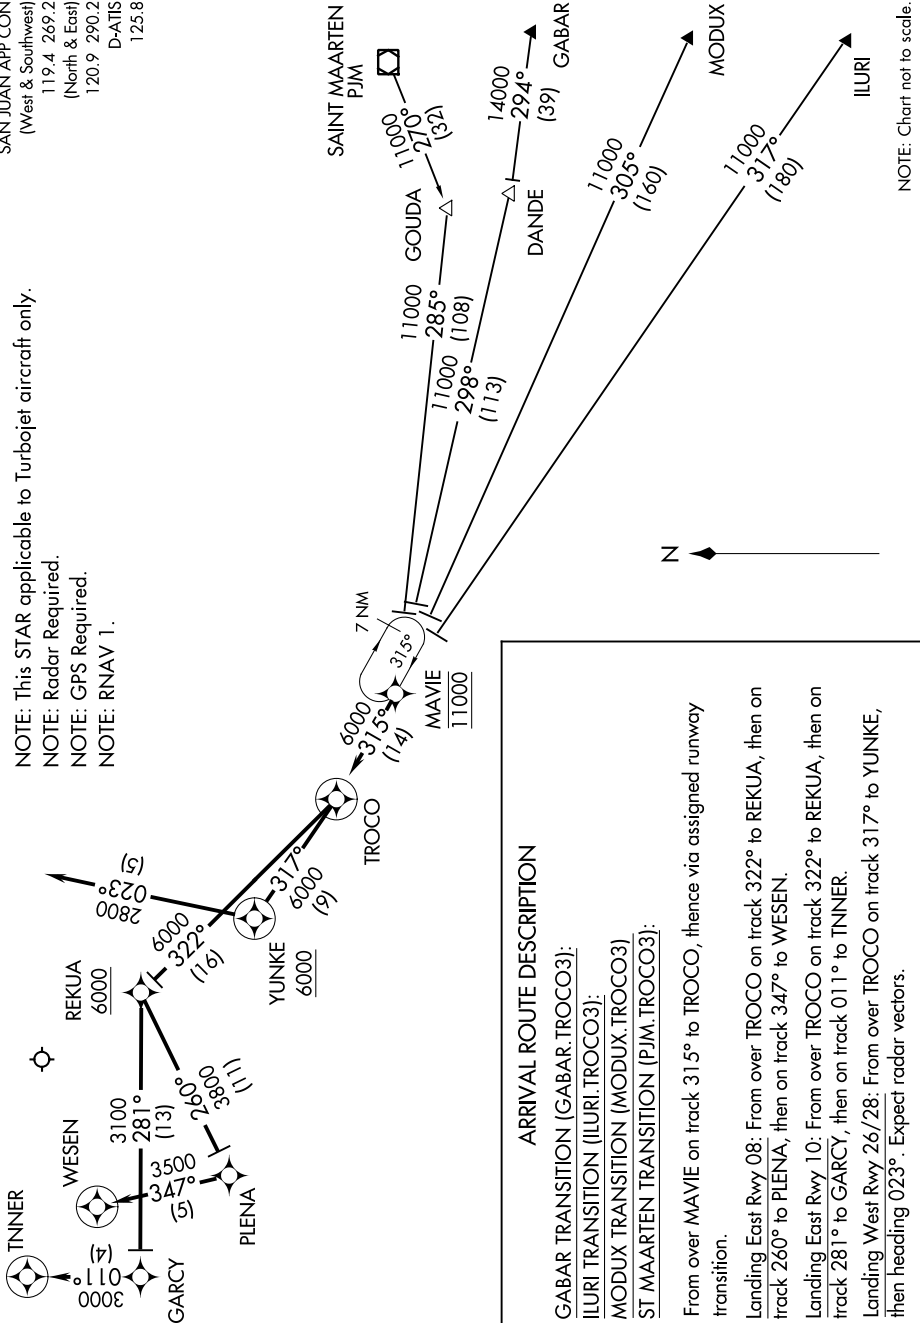 SAN JUAN APP CON
(West & Southwest)
119.4 269.2
(North & East)
120.9 290.2
D-ATIS
125.8
NOTE: This STAR applicable to Turbojet aircraft only.
NOTE: Radar Required.
NOTE: GPS Required.
NOTE: RNAV 1.
SAINT MAARTEN
PJM
11000
270°
(32)
GOUDA
GABAR
14000
294°
(39)
DANDE
MODUX
11000
305°
(160)
ILURI
11000
317°
(180)
NOTE: Chart not to scale.
11000
285°
(108)
11000
298°
(113)
N
7 NM
315°
MAVIE
11000
6000
315°
(14)
TROCO
317°
6000
(9)
YUNKE
6000
2800
023°
(5)
6000
322°
(16)
REKUA
6000
3100
281°
(13)
260°
3800
(11)
WESEN
3500
347°
(5)
PLENA
TNNER
3000
011°
(4)
GARCY
ARRIVAL ROUTE DESCRIPTION
GABAR TRANSITION (GABAR.TROCO3):
ILURI TRANSITION (ILURI.TROCO3):
MODUX TRANSITION (MODUX.TROCO3)
ST MAARTEN TRANSITION (PJM.TROCO3):
From over MAVIE on track 315° to TROCO, thence via assigned runway
transition.
Landing East Rwy 08: From over TROCO on track 322° to REKUA, then on
track 260° to PLENA, then on track 347° to WESEN.
Landing East Rwy 10: From over TROCO on track 322° to REKUA, then on
track 281° to GARCY, then on track 011° to TNNER.
Landing West Rwy 26/28: From over TROCO on track 317° to YUNKE,
then heading 023°. Expect radar vectors.